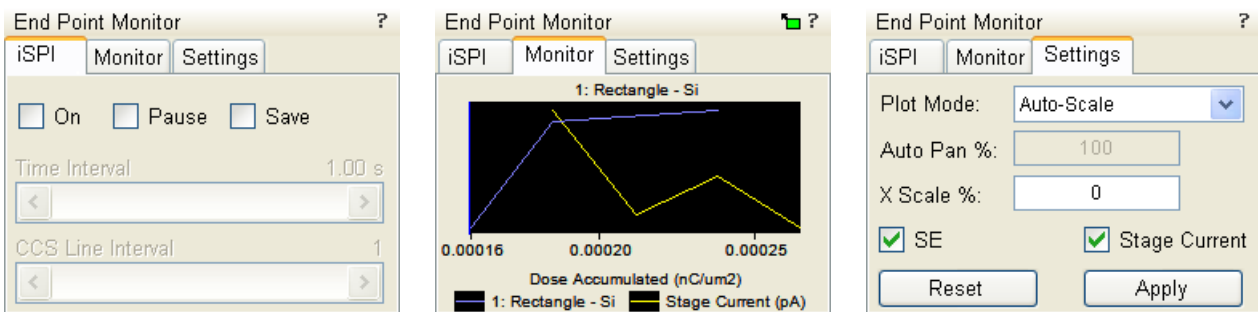 End Point Monitor ?
iSPI Monitor Settings
On Pause Save
Time Interval 1.00 s
CCS Line Interval 1
End Point Monitor ?
iSPI Monitor Settings
1: Rectangle - Si
0.00016 0.00020 0.00025
Dose Accumulated (nC/um2)
1: Rectangle - Si Stage Current (pA)
End Point Monitor ?
iSPI Monitor Settings
Plot Mode: Auto-Scale
Auto Pan %: 100
X Scale %: 0
SE Stage Current
Reset Apply